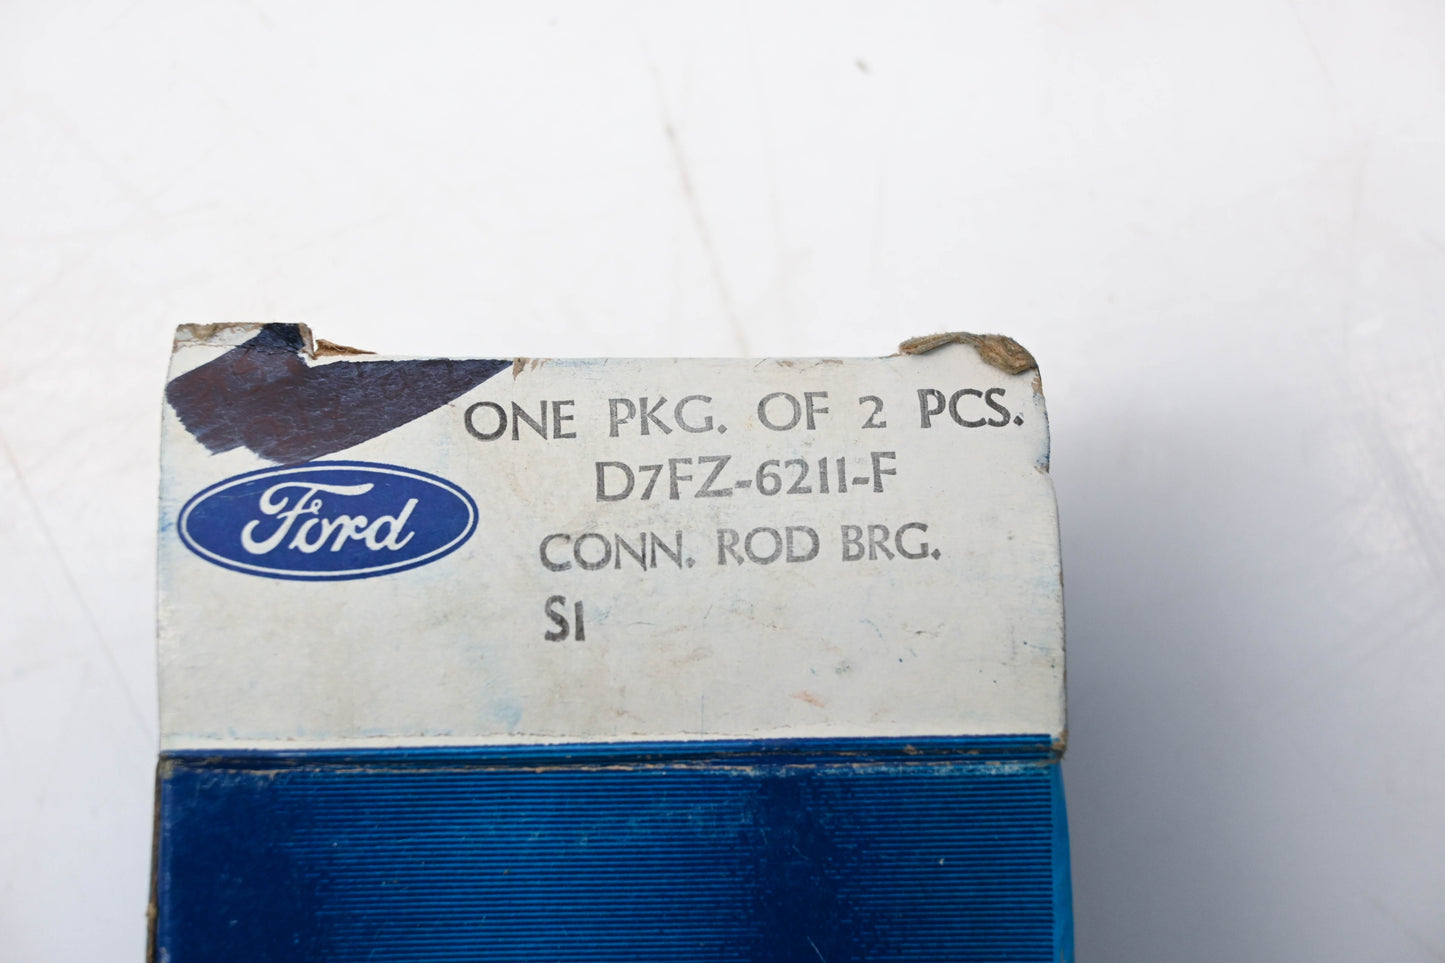 ONE PKG. OF 2 PCS.
D7FZ-6211-F
Ford
CONN. ROD BRG.
S1